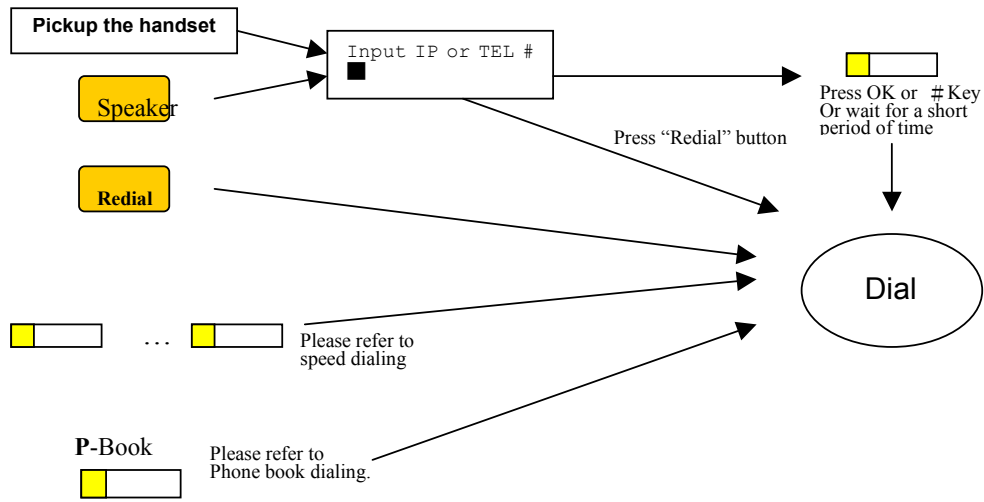 Pickup the handset
Input IP or TEL #
Speaker
Press OK or #Key
Or wait for a short
period of time
Press “Redial” button
Redial
Dial
...
Please refer to
speed dialing
P-Book
Please refer to
Phone book dialing.